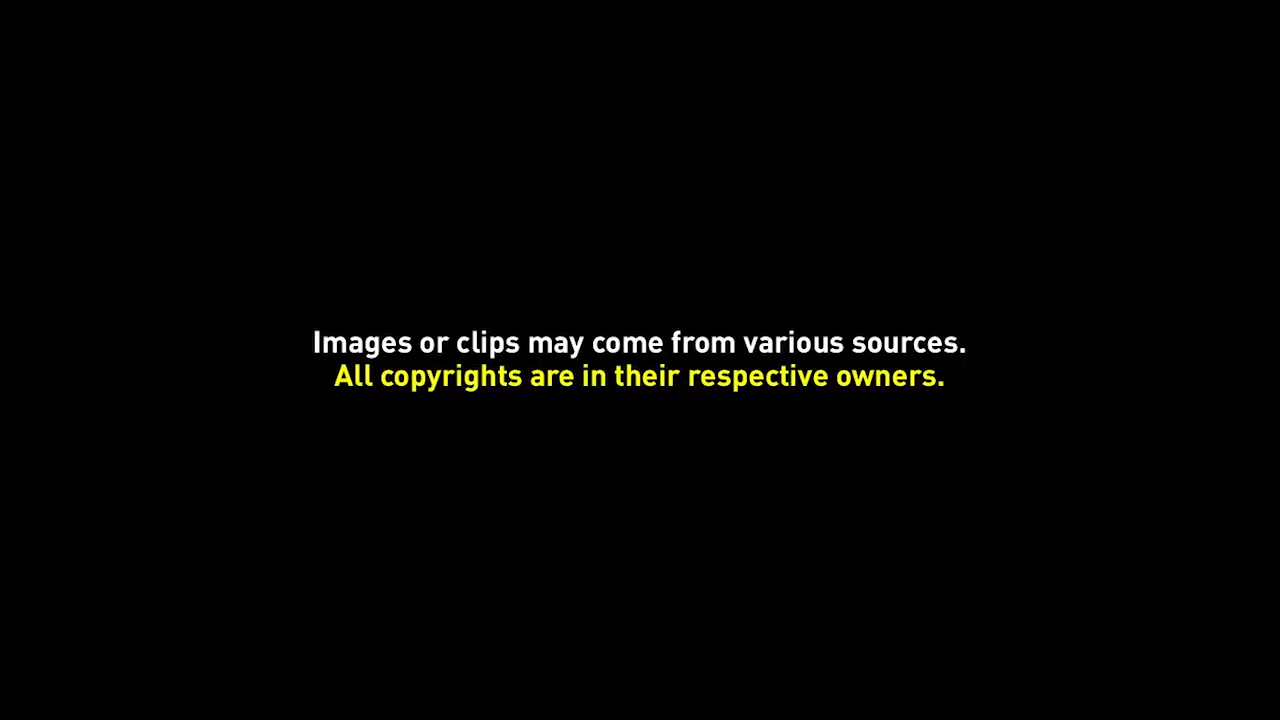 Images or clips may come from various sources.
All copyrights are in their respective owners.